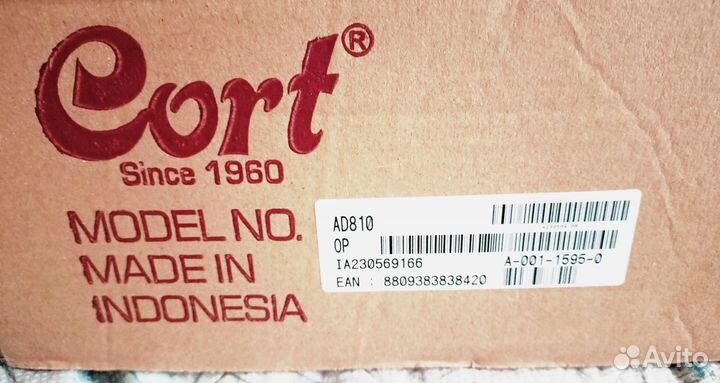 Cort®
Since 1960
MODEL NO.
MADE IN
INDONESIA
AD810
OP
IA230569166
A-001-1595-0
EAN : 8809383838420
Avito